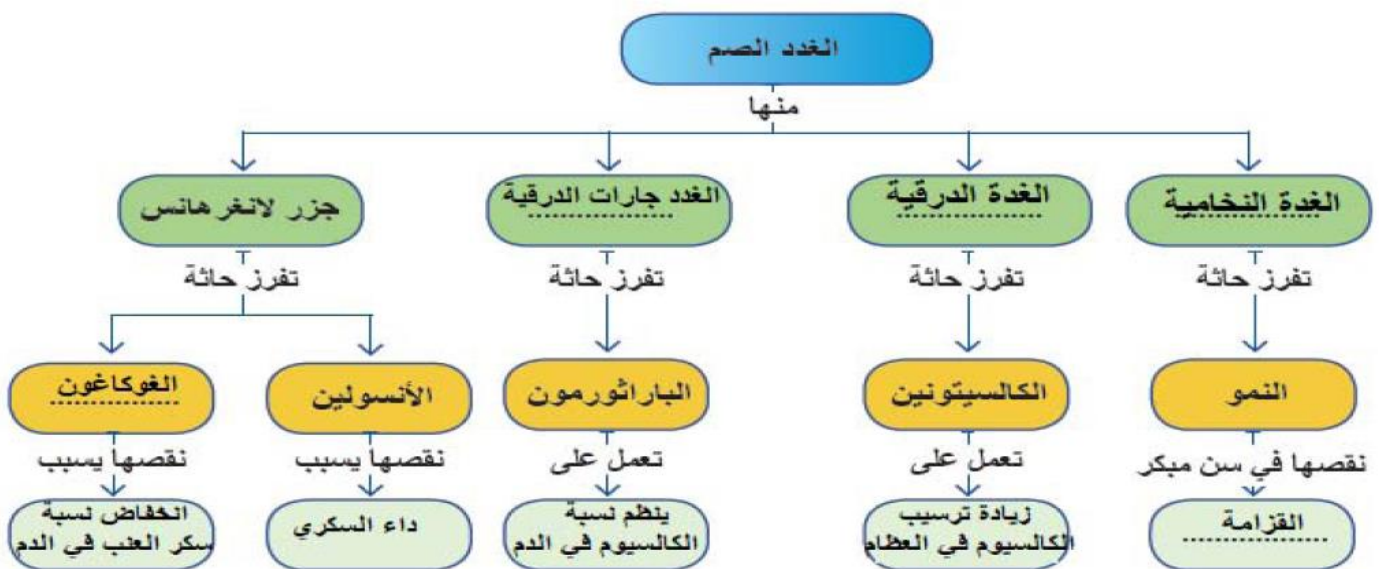 الغدد الصم
منها
الغدة النخامية
الغدة الدرقية
الغدد جارات الدرقية
جزر لانغرهانس
تفرز حاثة
تفرز حاثة
تفرز حاثة
تفرز حاثة
النمو
الكالسيتونين
الباراثورمون
الأنسولين
الغوكاغون
نقصها في سن مبكر
تعمل على
تعمل على
نقصها يسبب
نقصها يسبب
القزامة
زيادة ترسيب
الكالسيوم في العظام
ينظم نسبة
الكالسيوم في الدم
داء السكري
انخفاض نسبة
سكر العنب في الدم